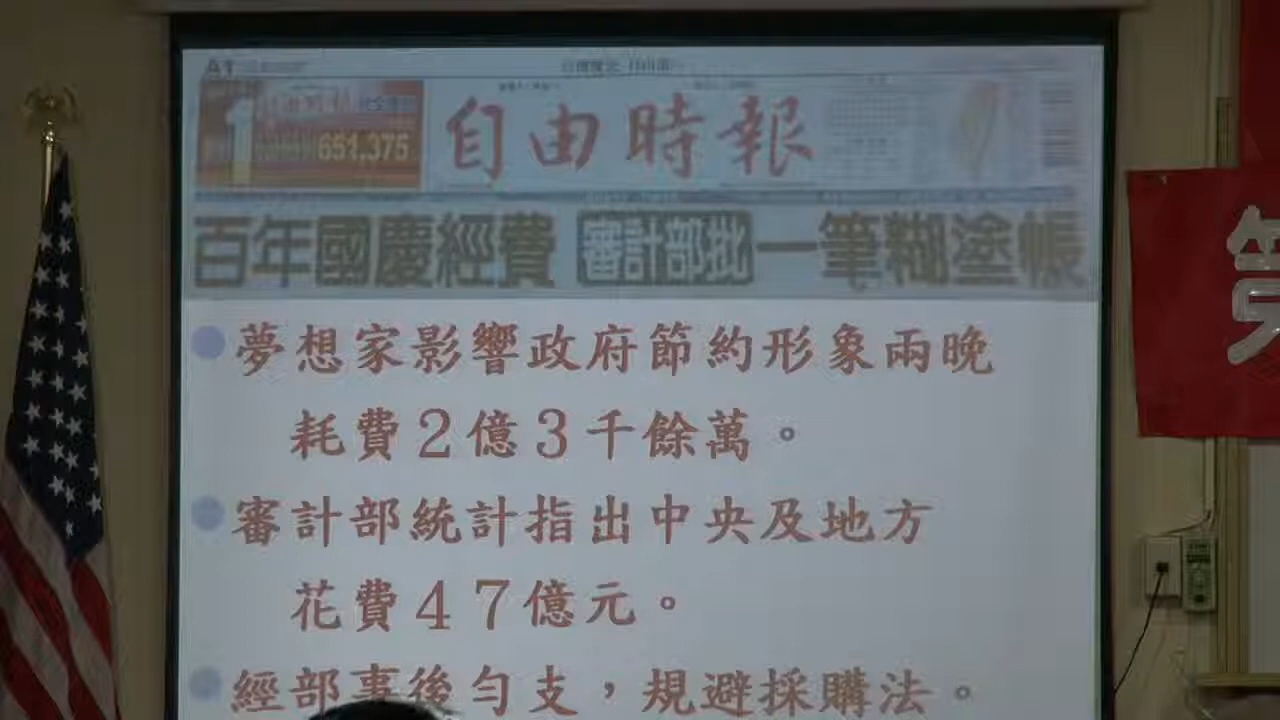 A1
1
651,375
自由時報
百年國慶經費 審計部批 一筆糊塗帳
夢想家影響政府節約形象兩晚
耗費２億３千餘萬。
審計部統計指出中央及地方
花費４７億元。
經部事後勻支，規避採購法。